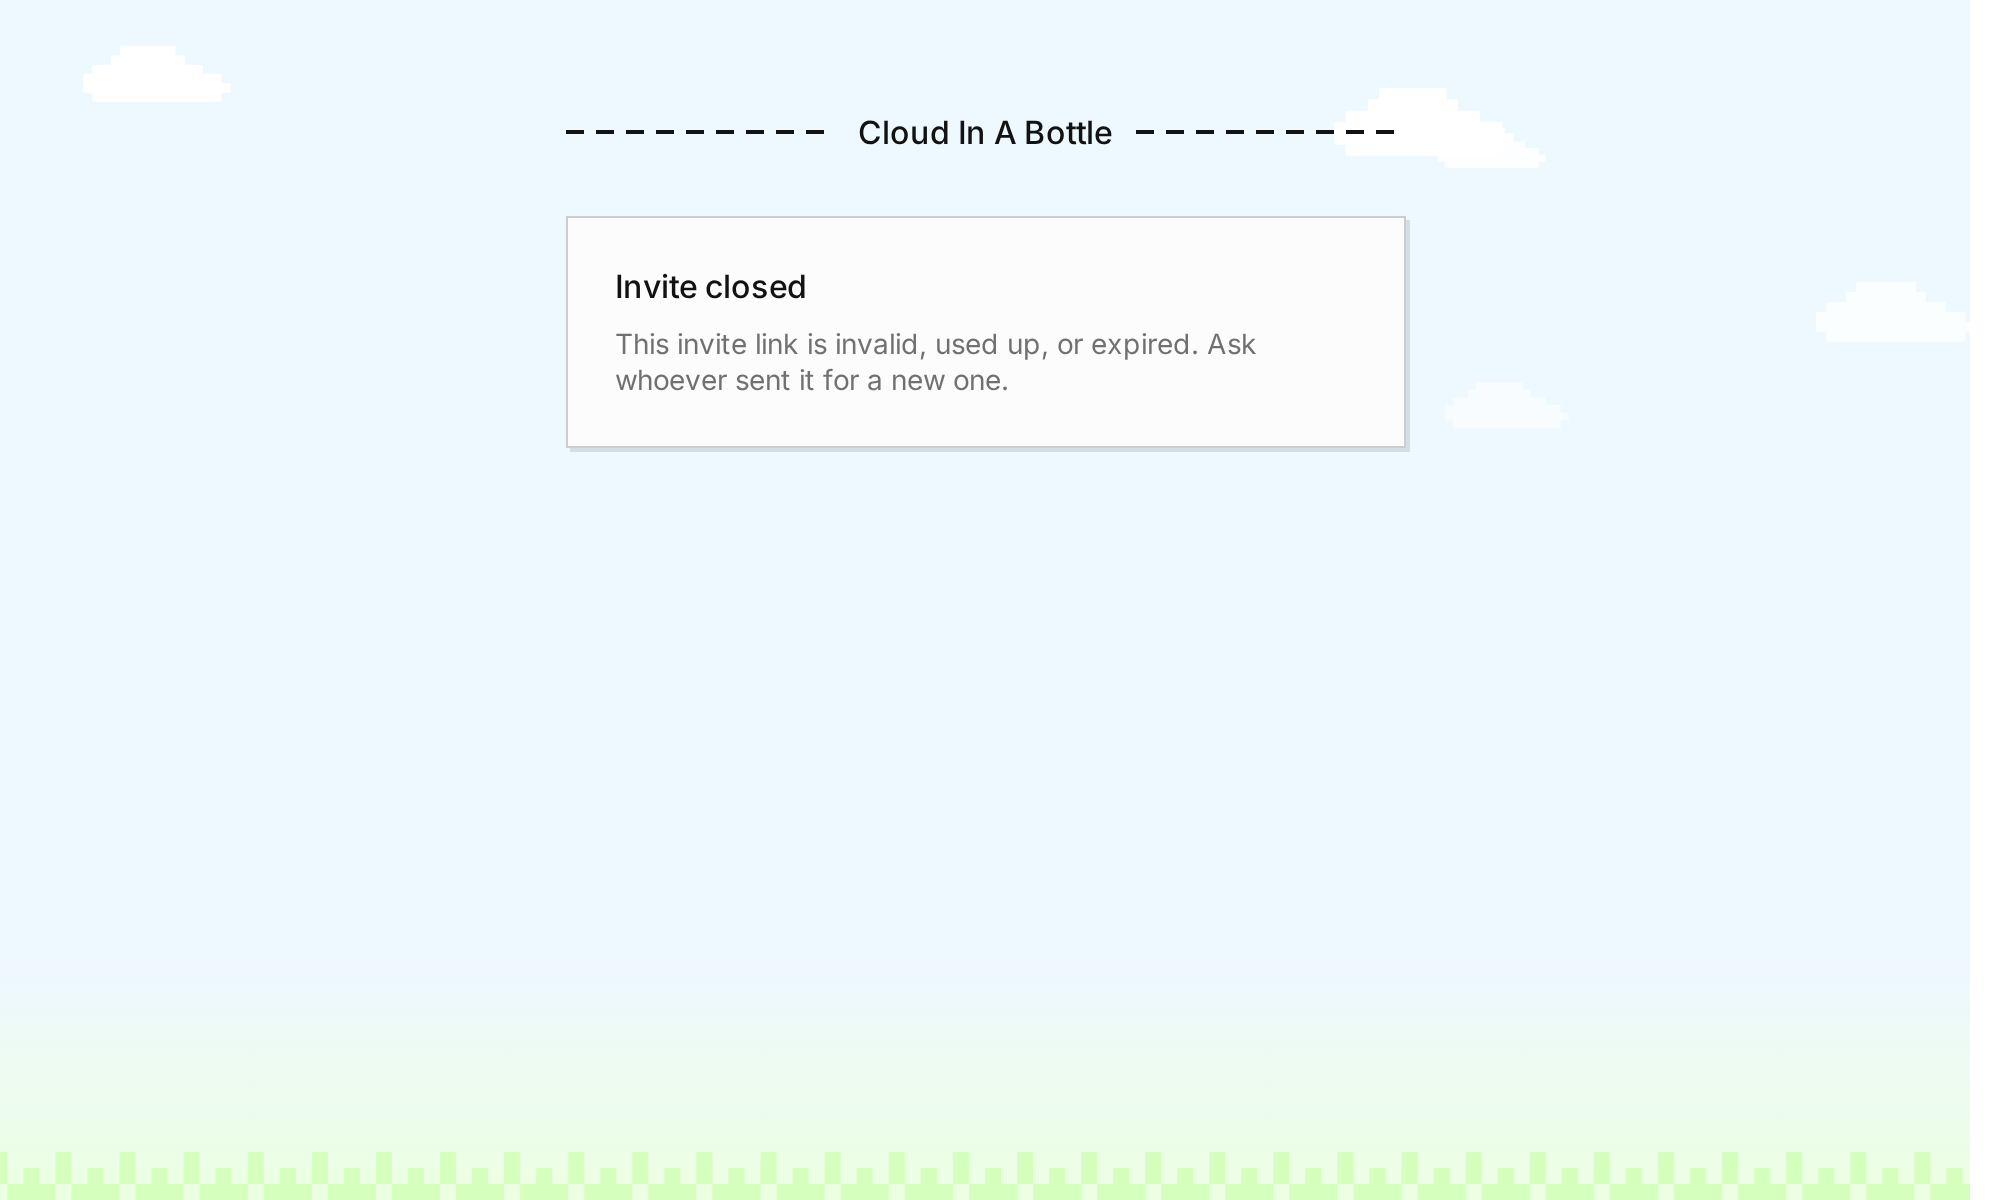 Cloud In A Bottle
Invite closed
This invite link is invalid, used up, or expired. Ask
whoever sent it for a new one.